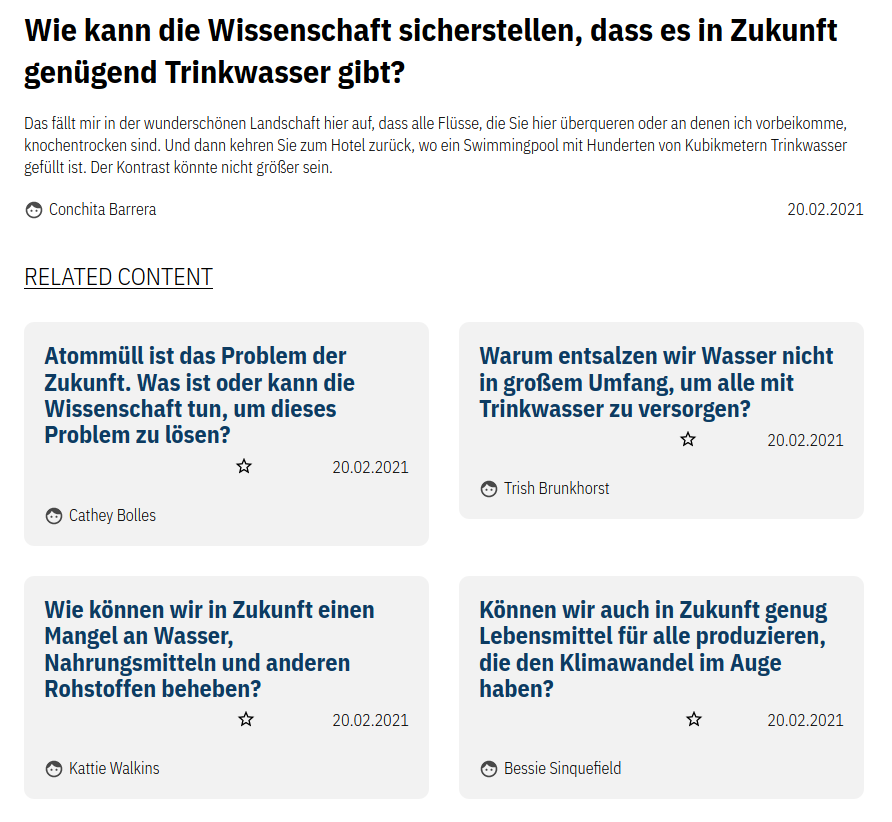 Wie kann die Wissenschaft sicherstellen, dass es in Zukunft
genügend Trinkwasser gibt?
Das fällt mir in der wunderschönen Landschaft hier auf, dass alle Flüsse, die Sie hier überqueren oder an denen ich vorbeikomme,
knochentrocken sind. Und dann kehren Sie zum Hotel zurück, wo ein Swimmingpool mit Hunderten von Kubikmetern Trinkwasser
gefüllt ist. Der Kontrast könnte nicht größer sein.
Conchita Barrera 20.02.2021
RELATED CONTENT
Atommüll ist das Problem der
Zukunft. Was ist oder kann die
Wissenschaft tun, um dieses
Problem zu lösen?
20.02.2021
Cathey Bolles
Warum entsalzen wir Wasser nicht
in großem Umfang, um alle mit
Trinkwasser zu versorgen?
20.02.2021
Trish Brunkhorst
Wie können wir in Zukunft einen
Mangel an Wasser,
Nahrungsmitteln und anderen
Rohstoffen beheben?
20.02.2021
Kattie Walkins
Können wir auch in Zukunft genug
Lebensmittel für alle produzieren,
die den Klimawandel im Auge
haben?
20.02.2021
Bessie Sinquefield